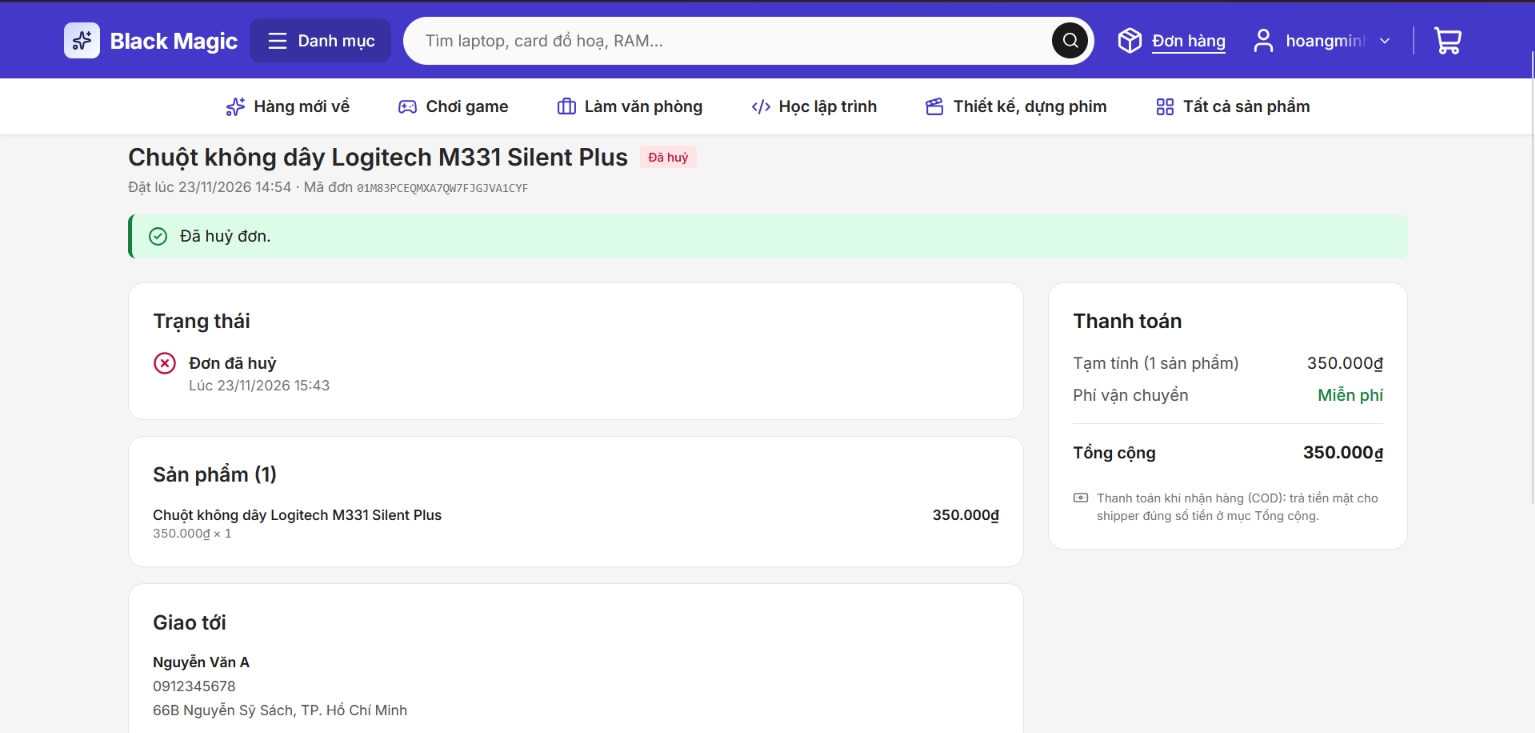 Black Magic
Danh mục
Tìm laptop, card đồ hoạ, RAM...
Đơn hàng
hoangminh
Hàng mới về
Chơi game
Làm văn phòng
Học lập trình
Thiết kế, dựng phim
Tất cả sản phẩm
Chuột không dây Logitech M331 Silent Plus
Đã huỷ
Đặt lúc 23/11/2026 14:54 · Mã đơn 01M83PCEQMXA7QW7FJGJVA1CYF
Đã huỷ đơn.
Trạng thái
Đơn đã huỷ
Lúc 23/11/2026 15:43
Sản phẩm (1)
Chuột không dây Logitech M331 Silent Plus 350.000₫
350.000₫ × 1
Giao tới
Nguyễn Văn A
0912345678
66B Nguyễn Sỹ Sách, TP. Hồ Chí Minh
Thanh toán
Tạm tính (1 sản phẩm) 350.000₫
Phí vận chuyển Miễn phí
Tổng cộng 350.000₫
Thanh toán khi nhận hàng (COD): trả tiền mặt cho
shipper đúng số tiền ở mục Tổng cộng.